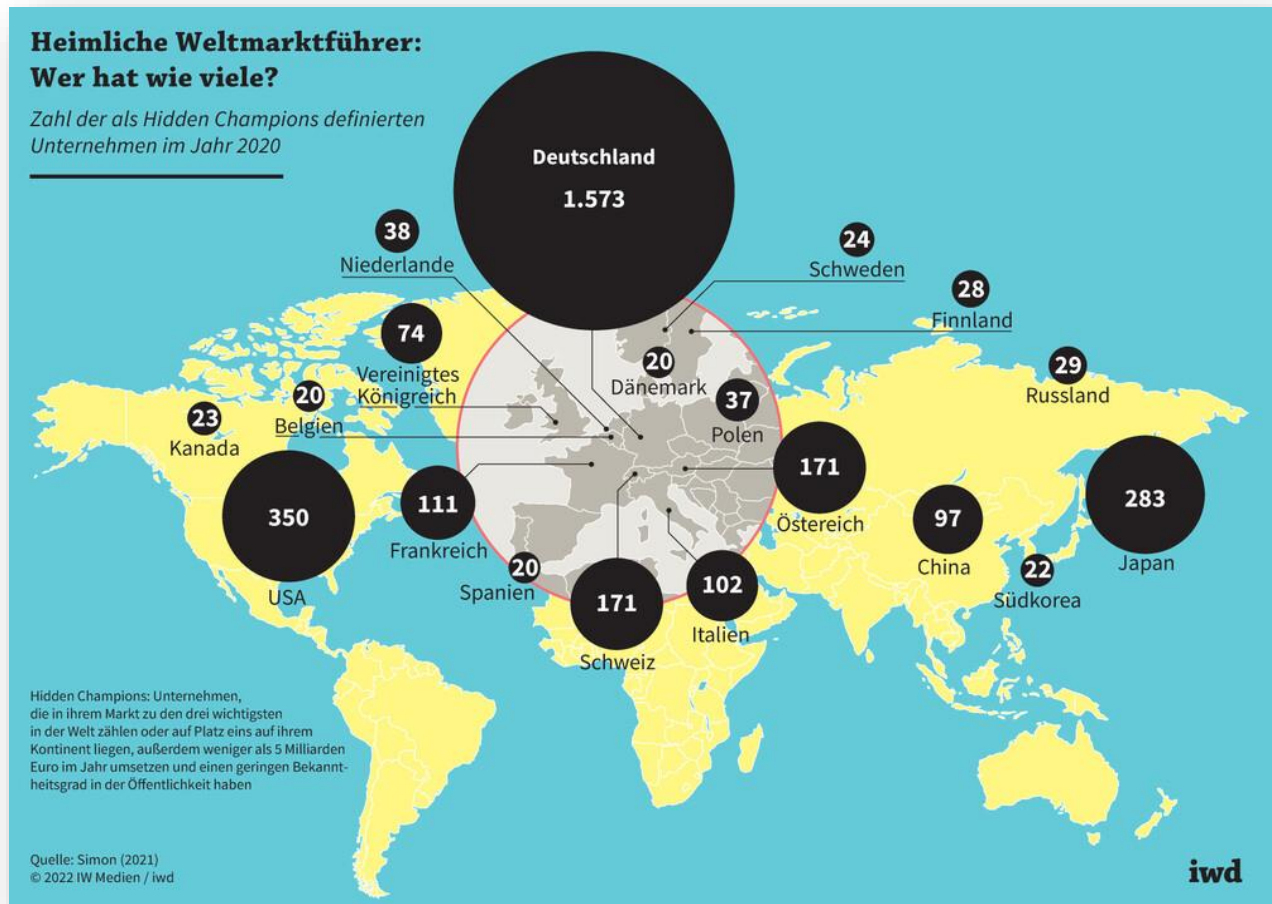 Heimliche Weltmarktführer:
Wer hat wie viele?
Zahl der als Hidden Champions definierten
Unternehmen im Jahr 2020
Deutschland
1.573
38
Niederlande
24
Schweden
28
Finnland
74
Vereinigtes
Königreich
20
Dänemark
29
Russland
20
Belgien
37
Polen
23
Kanada
171
Östereich
283
Japan
350
USA
111
Frankreich
97
China
20
Spanien
22
Südkorea
171
Schweiz
102
Italien
Hidden Champions: Unternehmen,
die in ihrem Markt zu den drei wichtigsten
in der Welt zählen oder auf Platz eins auf ihrem
Kontinent liegen, außerdem weniger als 5 Milliarden
Euro im Jahr umsetzen und einen geringen Bekannt-
heitsgrad in der Öffentlichkeit haben
Quelle: Simon (2021)
© 2022 IW Medien / iwd
iwd